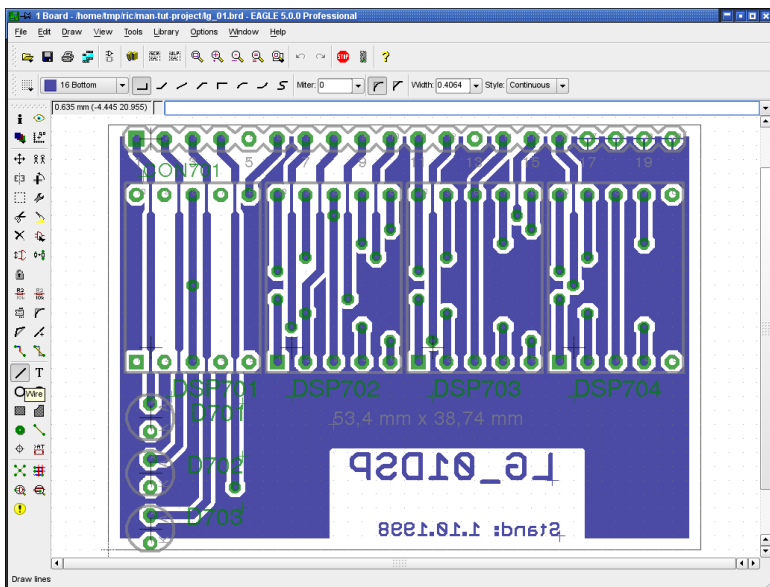 1 Board - /home/tmp/ric/man-tut-project/lg_01.brd - EAGLE 5.0.0 Professional
File Edit Draw View Tools Library Options Window Help
16 Bottom Miter: 0 Width: 0.4064 Style: Continuous
0.635 mm (-4.445 20.955)
CON701
3 5 7 9 11 13 15 17 19
DSP701 DSP702 DSP703 DSP704
D701
53,4 mm x 38,74 mm
D702
LG_01DSP
D703
Stand: 1.10.1998
Wire
Draw lines